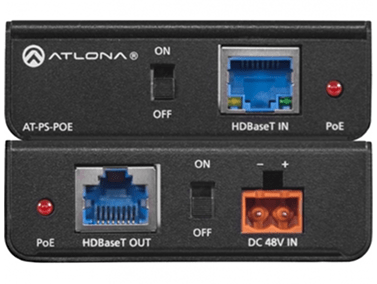 ATLONA®
ON
OFF
AT-PS-POE
HDBaseT IN
PoE
ON
OFF
− +
PoE
HDBaseT OUT
DC 48V IN